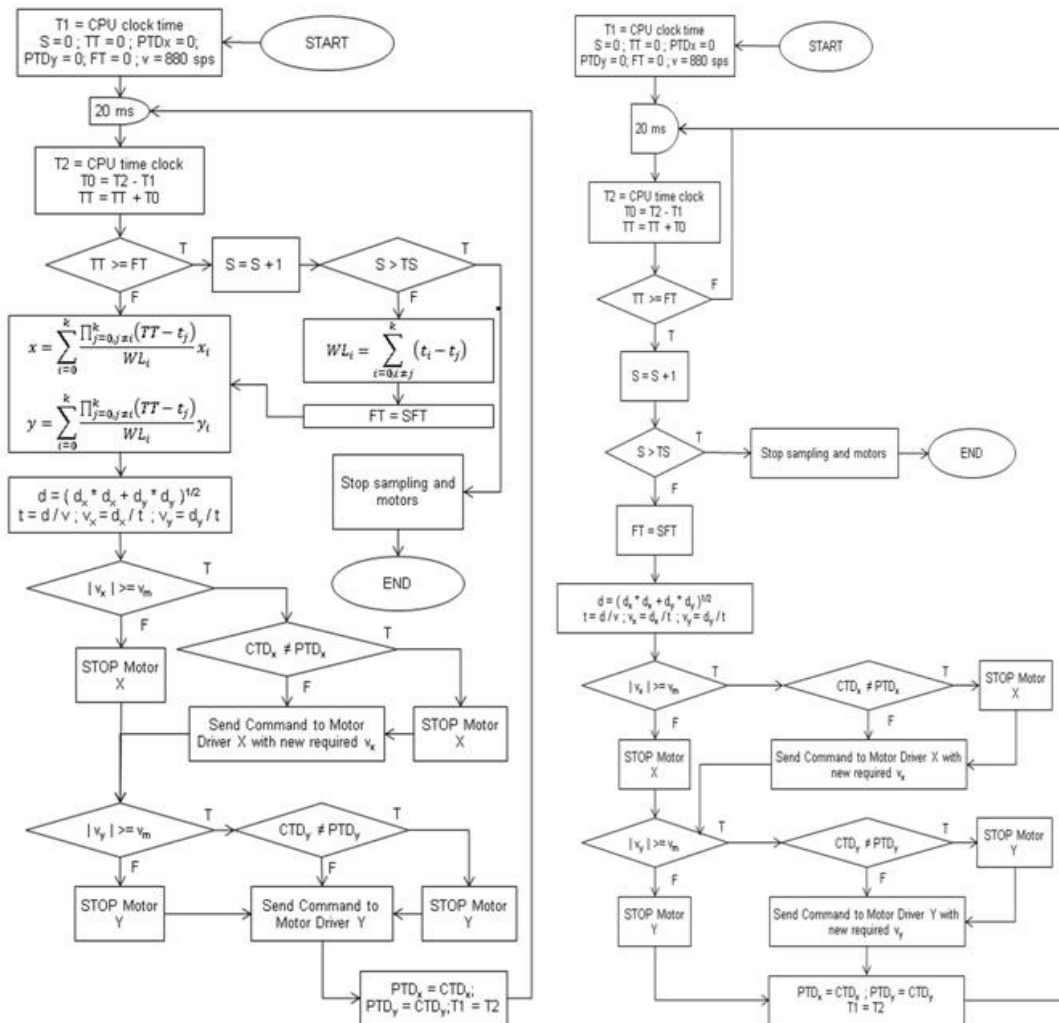 T1 = CPU clock time
S = 0 ; TT = 0 ; PTDx = 0;
PTDy = 0; FT = 0 ; v = 880 sps
START
20 ms
T2 = CPU time clock
T0 = T2 - T1
TT = TT + T0
TT >= FT
T
F
S = S + 1
S > TS
T
F
x = ∑_{i=0}^{k} \frac{∏_{j=0,j≠i}^{k}(TT − t_j)}{WL_i} x_i
y = ∑_{i=0}^{k} \frac{∏_{j=0,j≠i}^{k}(TT − t_j)}{WL_i} y_i
WL_i = ∑_{i=0,i≠j}^{k} (t_i − t_j)
FT = SFT
Stop sampling and
motors
END
d = ( d_x * d_x + d_y * d_y )^{1/2}
t = d / v ; v_x = d_x / t ; v_y = d_y / t
| v_x | >= v_m
T
F
CTD_x ≠ PTD_x
T
F
STOP Motor
X
Send Command to Motor
Driver X with new required v_x
STOP Motor
X
| v_y | >= v_m
T
F
CTD_y ≠ PTD_y
T
F
STOP Motor
Y
Send Command to
Motor Driver Y
STOP Motor
Y
PTD_x = CTD_x;
PTD_y = CTD_y;T1 = T2
T1 = CPU clock time
S = 0 ; TT = 0 ; PTDx = 0
PTDy = 0; FT = 0 ; v = 880 sps
START
20 ms
T2 = CPU time clock
T0 = T2 - T1
TT = TT + T0
TT >= FT
F
T
S = S + 1
S > TS
T
F
Stop sampling and motors
END
FT = SFT
d = ( d_x * d_x + d_y * d_y )^{1/2}
t = d / v ; v_x = d_x / t ; v_y = d_y / t
| v_x | >= v_m
T
F
CTD_x ≠ PTD_x
T
F
STOP Motor
X
STOP Motor
X
Send Command to Motor Driver X with
new required v_x
| v_y | >= v_m
T
F
CTD_y ≠ PTD_y
T
F
STOP Motor
Y
STOP Motor
Y
Send Command to Motor Driver Y with
new required v_y
PTD_x = CTD_x ; PTD_y = CTD_y
T1 = T2